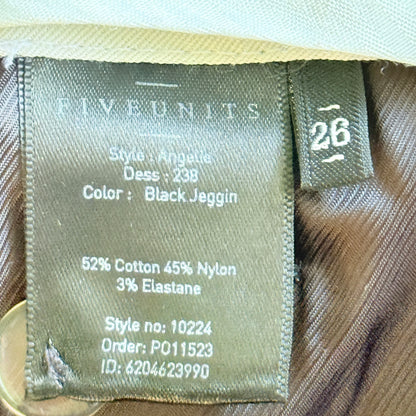 FIVEUNITS
Style : Angelie
Dess : 238
Color : Black Jeggin
52% Cotton 45% Nylon
3% Elastane
Style no: 10224
Order: PO11523
ID: 6204623990
26